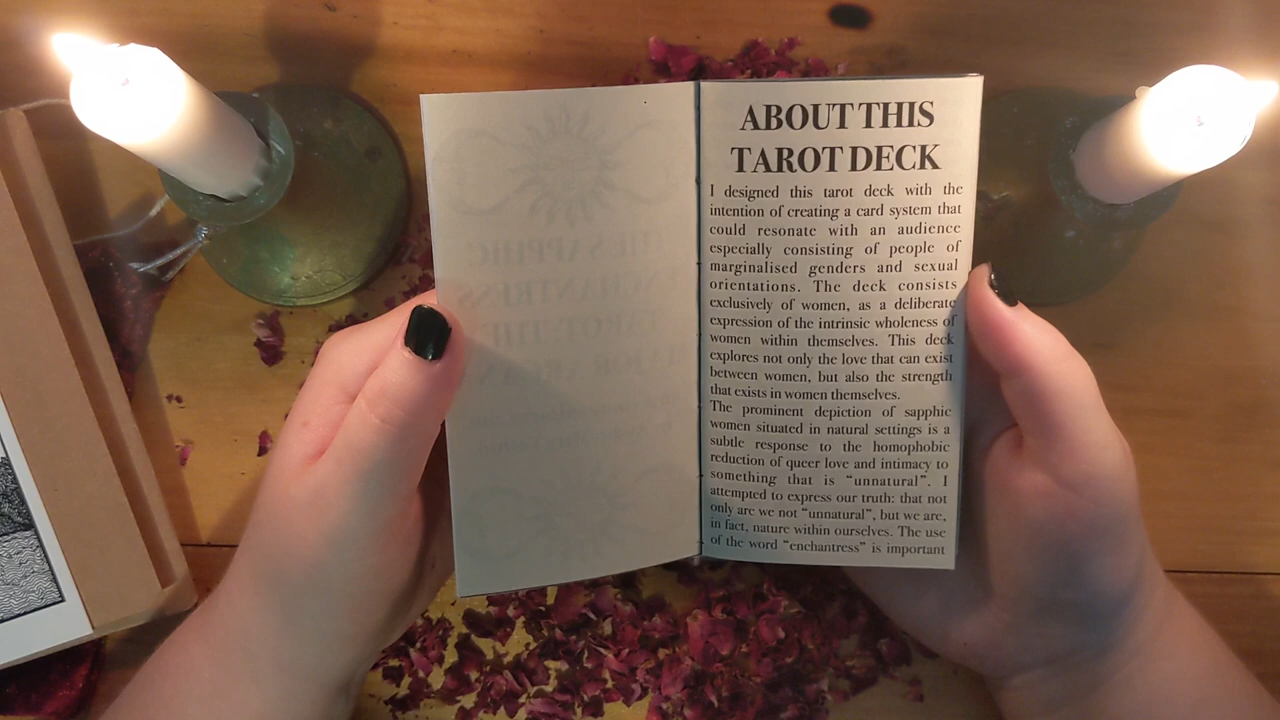 ABOUT THIS
TAROT DECK
I designed this tarot deck with the
intention of creating a card system that
could resonate with an audience
especially consisting of people of
marginalised genders and sexual
orientations. The deck consists
exclusively of women, as a deliberate
expression of the intrinsic wholeness of
women within themselves. This deck
explores not only the love that can exist
between women, but also the strength
that exists in women themselves.
The prominent depiction of sapphic
women situated in natural settings is a
subtle response to the homophobic
reduction of queer love and intimacy to
something that is “unnatural”. I
attempted to express our truth: that not
only are we not “unnatural”, but we are,
in fact, nature within ourselves. The use
of the word “enchantress” is important